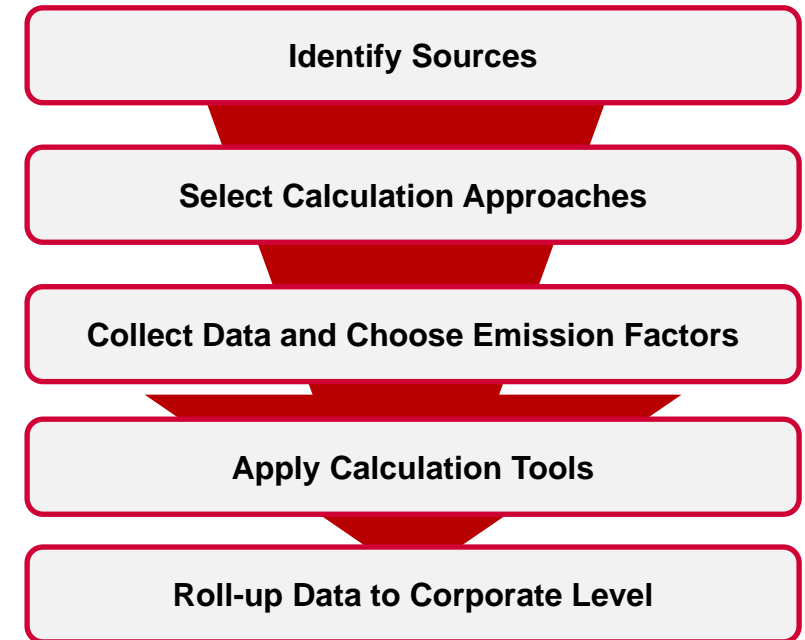 Identify Sources
Select Calculation Approaches
Collect Data and Choose Emission Factors
Apply Calculation Tools
Roll-up Data to Corporate Level